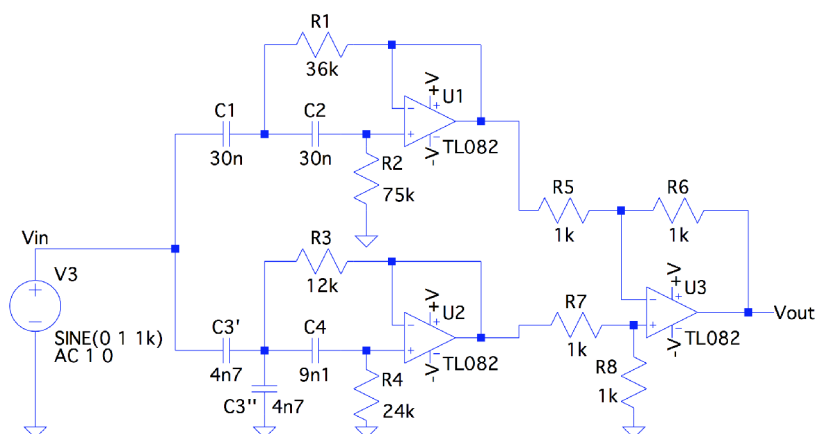 R1
36k
+V
U1
C1
C2
30n
30n
-V
TL082
R2
75k
R5
R6
1k
1k
Vin
V3
R3
12k
+V
U2
+V
U3
Vout
R7
C3'
C4
-V
TL082
-V
TL082
SINE(0 1 1k)
AC 1 0
4n7
9n1
1k
R8
1k
R4
24k
C3''
4n7